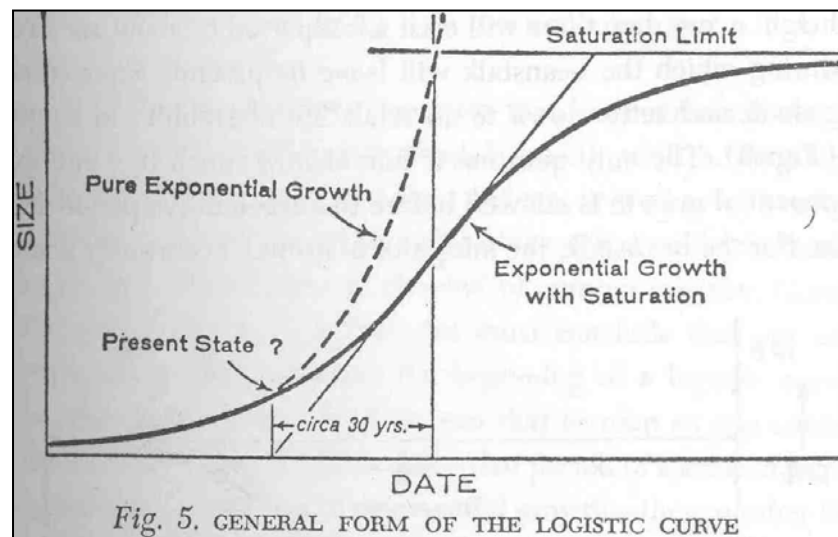 Saturation Limit
Pure Exponential Growth
SIZE
Exponential Growth
with Saturation
Present State ?
circa 30 yrs.
DATE
Fig. 5. GENERAL FORM OF THE LOGISTIC CURVE